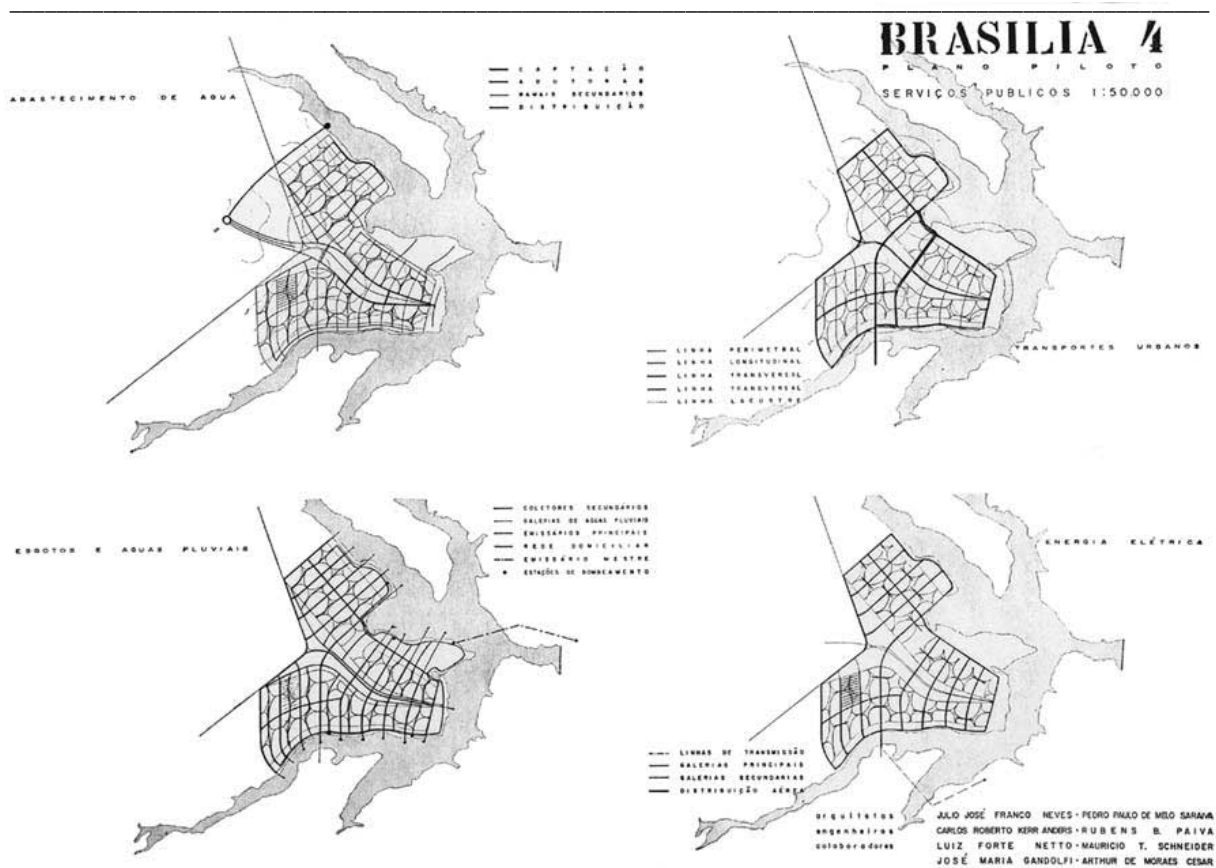 BRASILIA 4
PLANO PILOTO
SERVIÇOS PUBLICOS 1:50.000
ABASTECIMENTO DE AGUA
CAPTAÇÃO
ADUTORAS
RAMAIS SECUNDÁRIOS
DISTRIBUIÇÃO
TRANSPORTES URBANOS
LINHA PERIMETRAL
LINHA LONGITUDINAL
LINHA TRANSVERSAL
LINHA TRANSVERSAL
LINHA LACUSTRE
ESGOTOS E AGUAS PLUVIAIS
COLETORES SECUNDÁRIOS
GALERIAS DE AGUAS PLUVIAIS
EMISSÁRIOS PRINCIPAIS
REDE DOMICILIAR
EMISSÁRIO MESTRE
ESTAÇÕES DE BOMBEAMENTO
ENERGIA ELÉTRICA
LINHAS DE TRANSMISSÃO
GALERIAS PRINCIPAIS
GALERIAS SECUNDARIAS
DISTRIBUIÇÃO AÉREA
arquitetos JULIO JOSÉ FRANCO NEVES - PEDRO PAULO DE MELO SARAIVA
engenheiros CARLOS ROBERTO KERR ANDERS - RUBENS B. PAIVA
colaboradores LUIZ FORTE NETTO - MAURICIO T. SCHNEIDER
JOSÉ MARIA GANDOLFI - ARTHUR DE MORAES CESAR